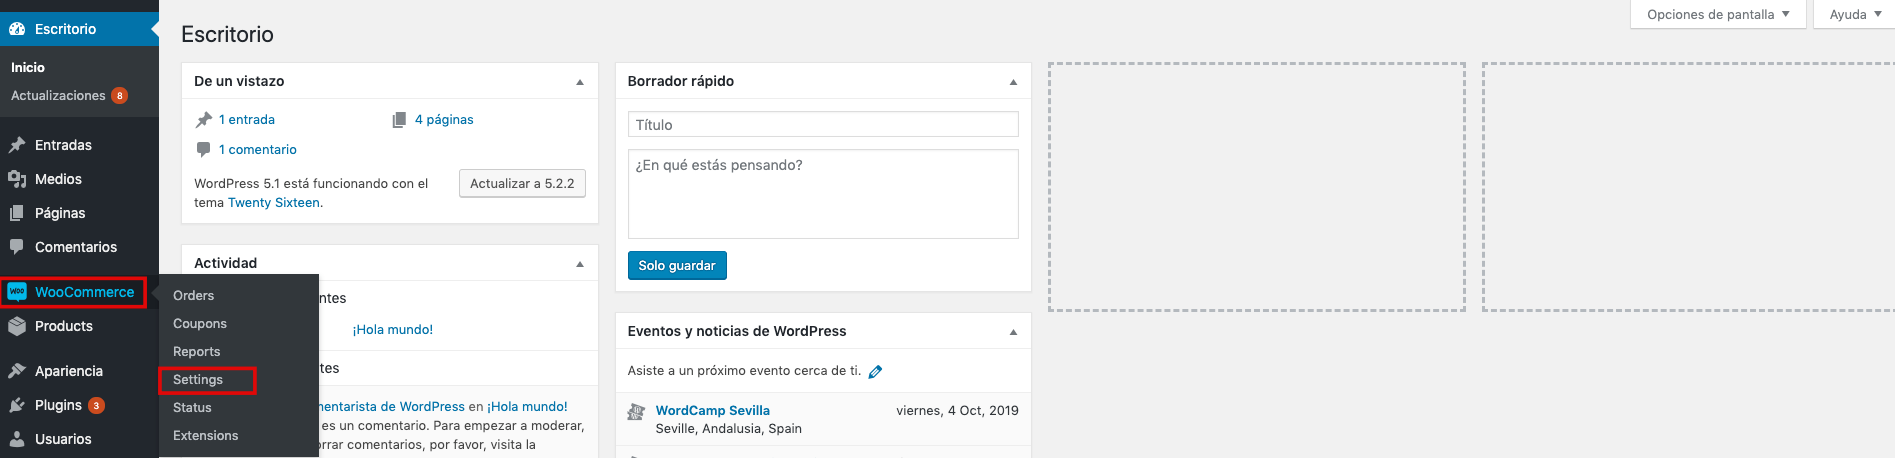 Escritorio
Inicio
Actualizaciones 8
Entradas
Medios
Páginas
Comentarios
WOO WooCommerce
Products
Apariencia
Plugins 3
Usuarios
Orders
Coupons
Reports
Settings
Status
Extensions
Opciones de pantalla
Ayuda
Escritorio
De un vistazo
1 entrada
4 páginas
1 comentario
WordPress 5.1 está funcionando con el
tema Twenty Sixteen.
Actualizar a 5.2.2
Actividad
ntes
¡Hola mundo!
tes
mentarista de WordPress en ¡Hola mundo!
es un comentario. Para empezar a moderar,
orrar comentarios, por favor, visita la
Borrador rápido
Título
¿En qué estás pensando?
Solo guardar
Eventos y noticias de WordPress
Asiste a un próximo evento cerca de ti.
WordCamp Sevilla
viernes, 4 Oct, 2019
Seville, Andalusia, Spain